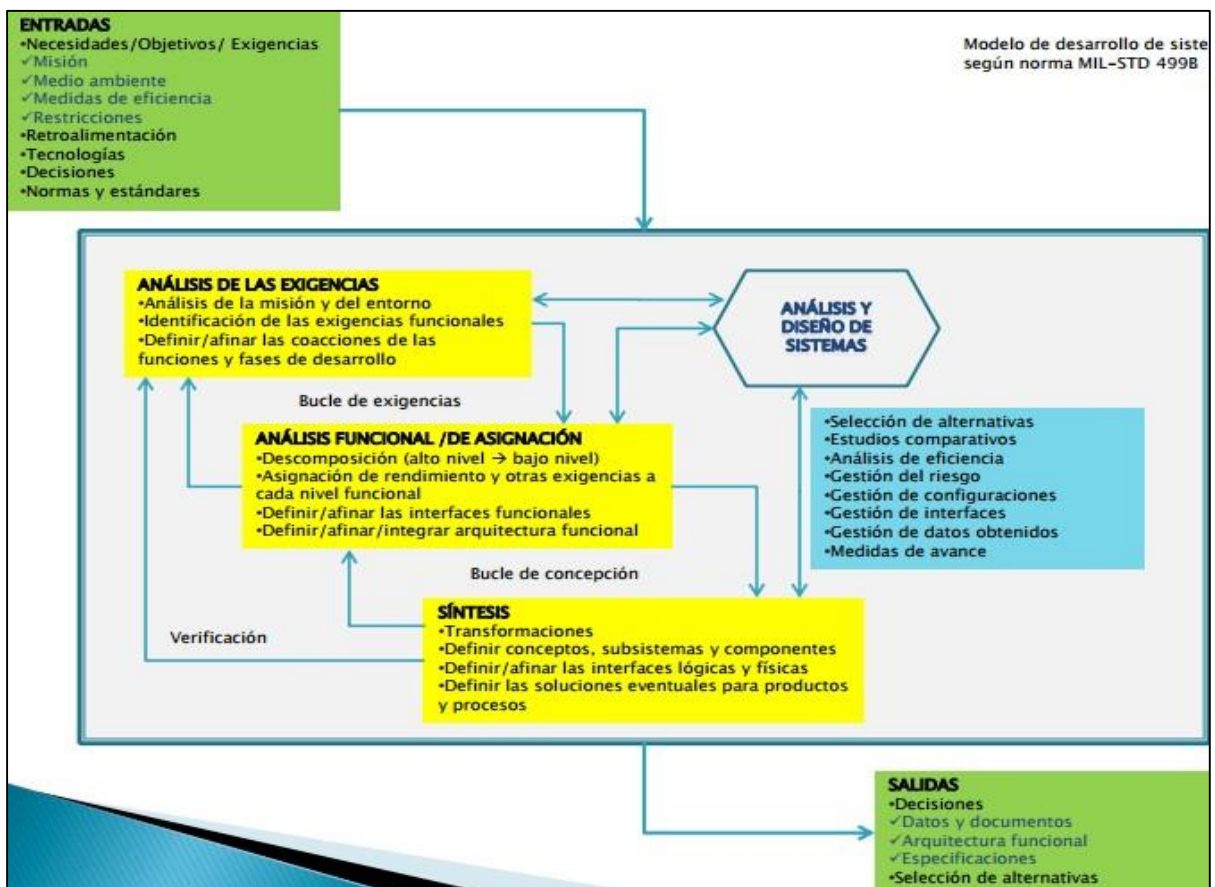 ENTRADAS
•Necesidades/Objetivos/ Exigencias
✓Misión
✓Medio ambiente
✓Medidas de eficiencia
✓Restricciones
•Retroalimentación
•Tecnologías
•Decisiones
•Normas y estándares
Modelo de desarrollo de siste
según norma MIL-STD 499B
ANÁLISIS DE LAS EXIGENCIAS
•Análisis de la misión y del entorno
•Identificación de las exigencias funcionales
•Definir/afinar las coacciones de las
funciones y fases de desarrollo
ANÁLISIS Y
DISEÑO DE
SISTEMAS
Bucle de exigencias
ANÁLISIS FUNCIONAL /DE ASIGNACIÓN
•Descomposición (alto nivel → bajo nivel)
•Asignación de rendimiento y otras exigencias a
cada nivel funcional
•Definir/afinar las interfaces funcionales
•Definir/afinar/integrar arquitectura funcional
•Selección de alternativas
•Estudios comparativos
•Análisis de eficiencia
•Gestión del riesgo
•Gestión de configuraciones
•Gestión de interfaces
•Gestión de datos obtenidos
•Medidas de avance
Bucle de concepción
Verificación
SÍNTESIS
•Transformaciones
•Definir conceptos, subsistemas y componentes
•Definir/afinar las interfaces lógicas y físicas
•Definir las soluciones eventuales para productos
y procesos
SALIDAS
•Decisiones
✓Datos y documentos
✓Arquitectura funcional
✓Especificaciones
•Selección de alternativas